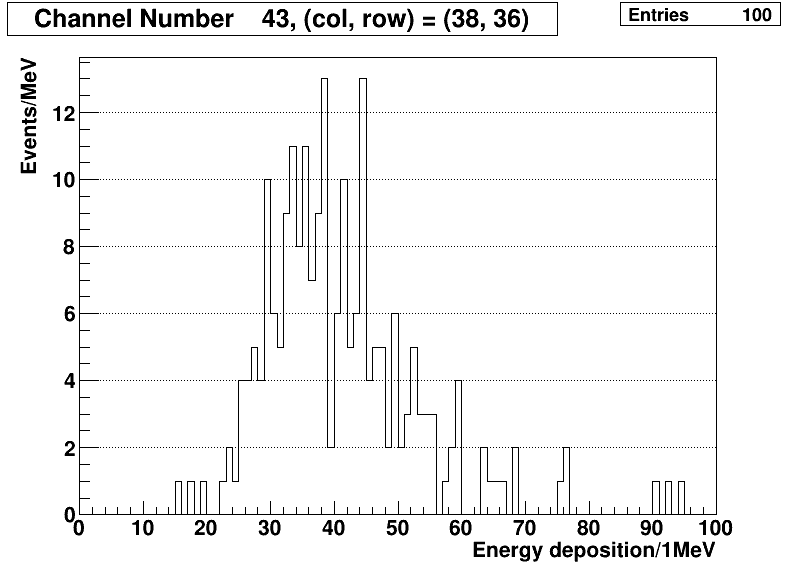 Channel Number 43, (col, row) = (38, 36)
Entries 100
Events/MeV
12
10
8
6
4
2
0
0 10 20 30 40 50 60 70 80 90 100
Energy deposition/1MeV